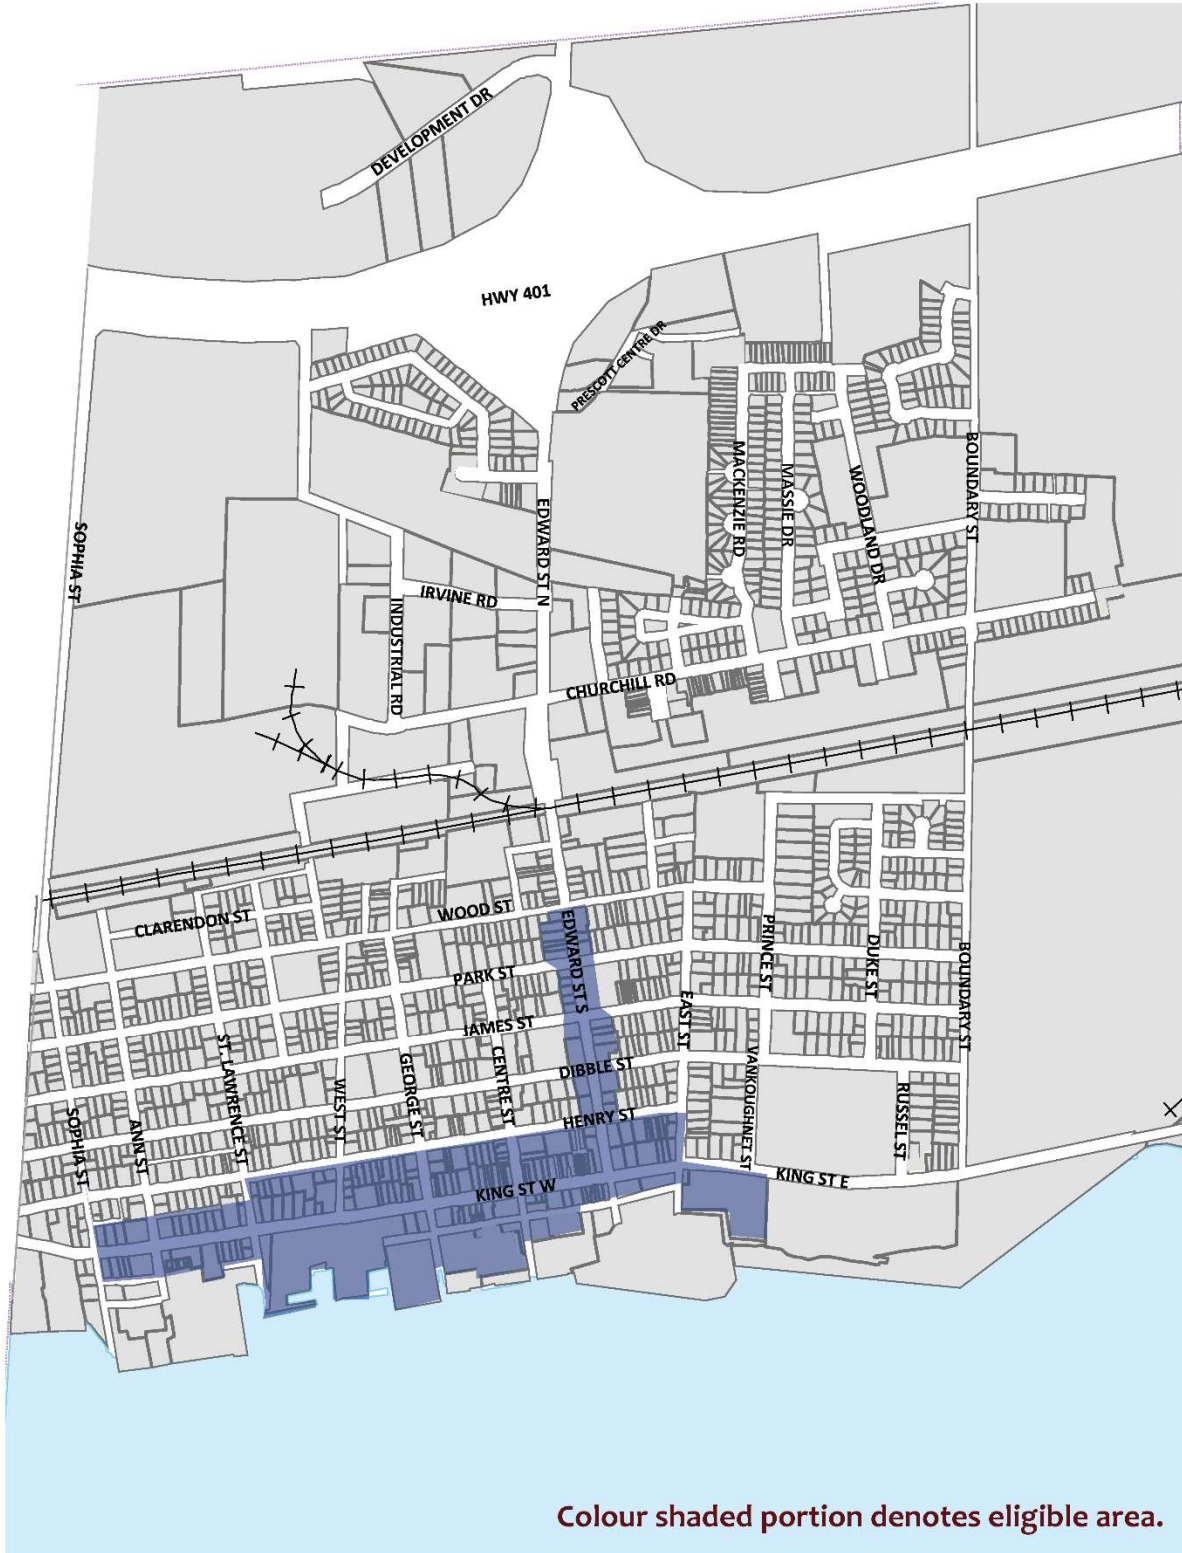 DEVELOPMENT DR
HWY 401
PRESCOTT CENTRE DR
SOPHIA ST
EDWARD ST N
MACKENZIE RD
MASSIE DR
WOODLAND DR
BOUNDARY ST
IRVINE RD
INDUSTRIAL RD
CHURCHILL RD
CLARENDON ST
WOOD ST
EDWARD ST S
PRINCE ST
DUKE ST
BOUNDARY ST
PARK ST
JAMES ST
EAST ST
ST. LAWRENCE ST
WEST ST
GEORGE ST
CENTRE ST
DIBBLE ST
VANKOUGHNET ST
RUSSEL ST
SOPHIA ST
ANN ST
HENRY ST
KING ST W
KING ST E
Colour shaded portion denotes eligible area.